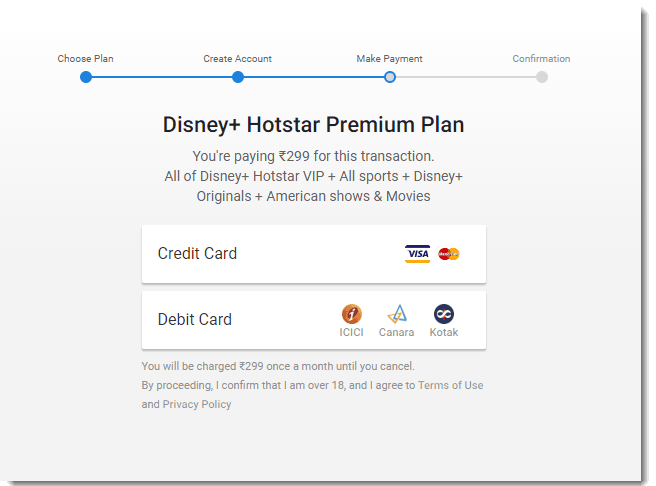 Choose Plan
Create Account
Make Payment
Confirmation
Disney+ Hotstar Premium Plan
You're paying ₹299 for this transaction.
All of Disney+ Hotstar VIP + All sports + Disney+
Originals + American shows & Movies
Credit Card
VISA
MasterCard
Debit Card
ICICI
Canara
Kotak
You will be charged ₹299 once a month until you cancel.
By proceeding, I confirm that I am over 18, and I agree to Terms of Use
and Privacy Policy